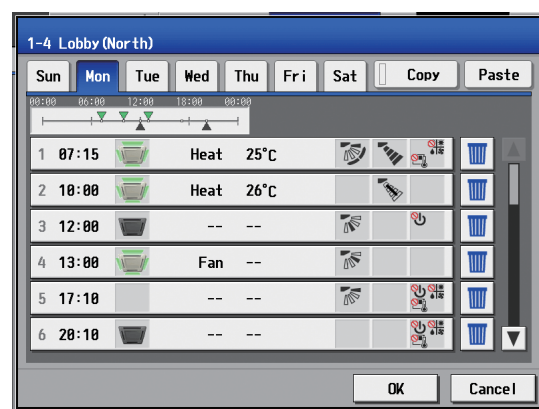 1-4 Lobby(North)
Sun Mon Tue Wed Thu Fri Sat Copy Paste
00:00 06:00 12:00 18:00 00:00
1 07:15 Heat 25°C
2 10:00 Heat 26°C
3 12:00 -- --
4 13:00 Fan --
5 17:10 -- --
6 20:10 -- --
OK Cancel